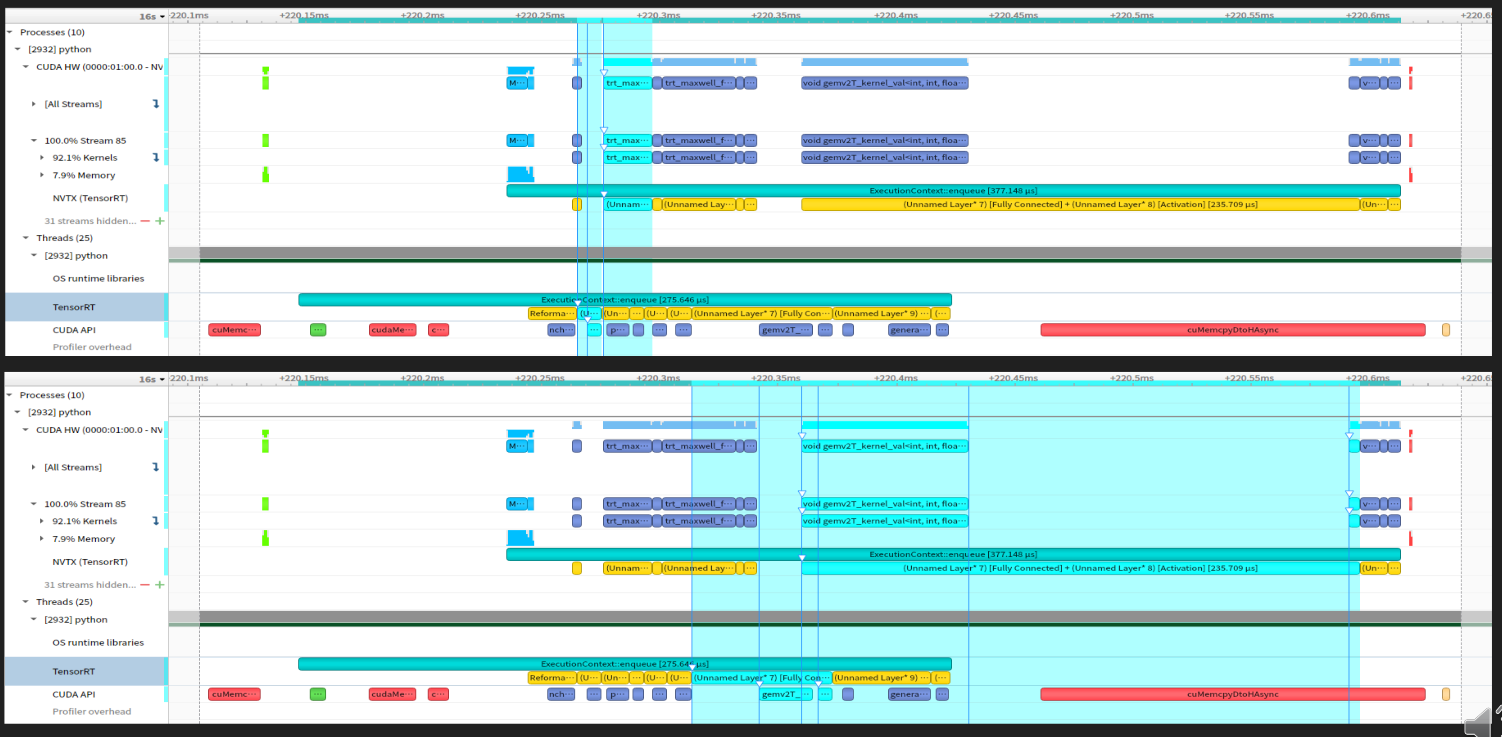 16s +220.1ms +220.15ms +220.2ms +220.25ms +220.3ms +220.35ms +220.4ms +220.45ms +220.5ms +220.55ms +220.6ms +220.6
Processes (10)
[2932] python
CUDA HW (0000:01:00.0 - NV
M··· trt_max··· trt_maxwell_f··· void gemv2T_kernel_val<int, int, floa··· v···
[All Streams]
100.0% Stream 85 M··· trt_max··· trt_maxwell_f··· void gemv2T_kernel_val<int, int, floa··· v···
92.1% Kernels trt_max··· trt_maxwell_f··· void gemv2T_kernel_val<int, int, floa··· v···
7.9% Memory
ExecutionContext::enqueue [377.148 µs]
NVTX (TensorRT) (Unnam··· (Unnamed Lay··· (Unnamed Layer* 7) [Fully Connected] + (Unnamed Layer* 8) [Activation] [235.709 µs] (Un··· ···
31 streams hidden... − +
Threads (25)
[2932] python
OS runtime libraries
ExecutionContext::enqueue [275.646 µs]
TensorRT Reforma··· (U··· (Un··· ··· (U··· (U··· (Unnamed Layer* 7) [Fully Con··· (Unnamed Layer* 9) ··· (···
CUDA API cuMemc··· ··· cudaMe··· c··· nch··· ··· p··· ··· ··· gemv2T_··· ··· genera··· ··· cuMemcpyDtoHAsync
Profiler overhead
16s +220.1ms +220.15ms +220.2ms +220.25ms +220.3ms +220.35ms +220.4ms +220.45ms +220.5ms +220.55ms +220.6ms +220.6
Processes (10)
[2932] python
CUDA HW (0000:01:00.0 - NV
M··· trt_max··· trt_maxwell_f··· void gemv2T_kernel_val<int, int, floa··· v···
[All Streams]
100.0% Stream 85 M··· trt_max··· trt_maxwell_f··· void gemv2T_kernel_val<int, int, floa··· v···
92.1% Kernels trt_max··· trt_maxwell_f··· void gemv2T_kernel_val<int, int, floa··· v···
7.9% Memory
ExecutionContext::enqueue [377.148 µs]
NVTX (TensorRT) (Unnam··· (Unnamed Lay··· (Unnamed Layer* 7) [Fully Connected] + (Unnamed Layer* 8) [Activation] [235.709 µs] (Un··· ···
31 streams hidden... − +
Threads (25)
[2932] python
OS runtime libraries
ExecutionContext::enqueue [275.646 µs]
TensorRT Reforma··· (U··· (Un··· ··· (U··· (U··· (Unnamed Layer* 7) [Fully Con··· (Unnamed Layer* 9) ··· (···
CUDA API cuMemc··· ··· cudaMe··· c··· nch··· ··· p··· ··· ··· gemv2T_··· ··· genera··· ··· cuMemcpyDtoHAsync
Profiler overhead